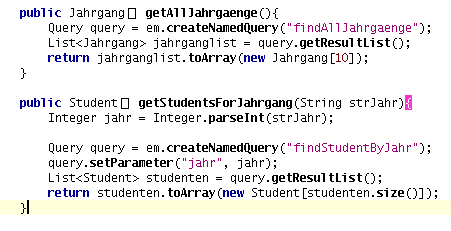 public Jahrgang[] getAllJahrgaenge(){
Query query = em.createNamedQuery("findAllJahrgaenge");
List<Jahrgang> jahrganglist = query.getResultList();
return jahrganglist.toArray(new Jahrgang[10]);
}
public Student[] getStudentsForJahrgang(String strJahr){
Integer jahr = Integer.parseInt(strJahr);
Query query = em.createNamedQuery("findStudentByJahr");
query.setParameter("jahr", jahr);
List<Student> studenten = query.getResultList();
return studenten.toArray(new Student[studenten.size()]);
}